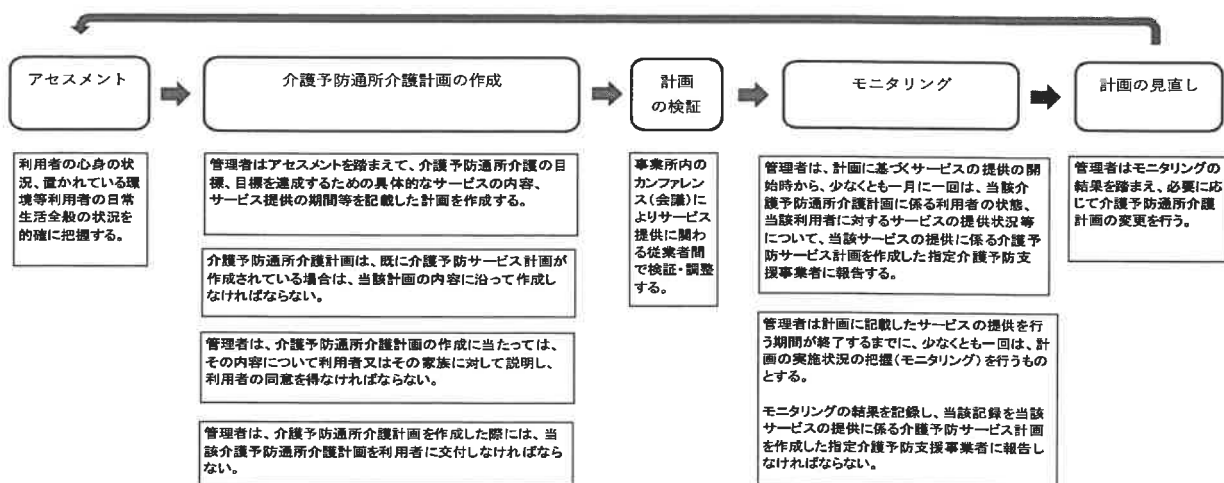 アセスメント
介護予防通所介護計画の作成
計画
の検証
モニタリング
計画の見直し
利用者の心身の状
況、置かれている環
境等利用者の日常
生活全般の状況を
的確に把握する。
管理者はアセスメントを踏まえて、介護予防通所介護の目
標、目標を達成するための具体的なサービスの内容、
サービス提供の期間等を記載した計画を作成する。
介護予防通所介護計画は、既に介護予防サービス計画が
作成されている場合は、当該計画の内容に沿って作成し
なければならない。
管理者は、介護予防通所介護計画の作成に当たっては、
その内容について利用者又はその家族に対して説明し、
利用者の同意を得なければならない。
管理者は、介護予防通所介護計画を作成した際には、当
該介護予防通所介護計画を利用者に交付しなければなら
ない。
事業所内の
カンファレン
ス(会議)に
よりサービス
提供に関わ
る従業者間
で検証・調整
する。
管理者は、計画に基づくサービスの提供の開
始時から、少なくとも一月に一回は、当該介
護予防通所介護計画に係る利用者の状態、
当該利用者に対するサービスの提供状況等
について、当該サービスの提供に係る介護予
防サービス計画を作成した指定介護予防支
援事業者に報告する。
管理者は計画に記載したサービスの提供を行
う期間が終了するまでに、少なくとも一回は、計
画の実施状況の把握(モニタリング)を行うもの
とする。
モニタリングの結果を記録し、当該記録を当該
サービスの提供に係る介護予防サービス計画
を作成した指定介護予防支援事業者に報告し
なければならない。
管理者はモニタリングの
結果を踏まえ、必要に応
じて介護予防通所介護
計画の変更を行う。